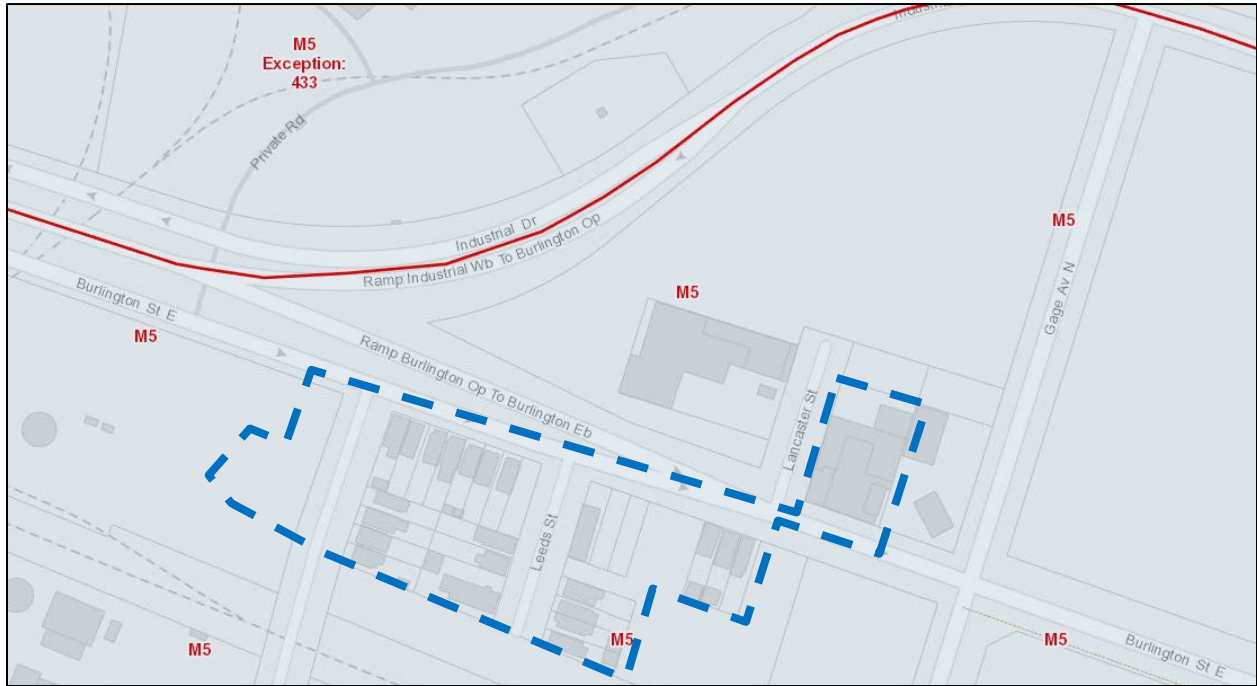 Industrial
M5
Exception:
433
Private Rd
M5
Industrial Dr
Ramp Industrial Wb To Burlington Op
M5
Burlington St E
M5
Ramp Burlington Op To Burlington Eb
Gage Av N
Lancaster St
Leeds St
M5
M5
M5
Burlington St E